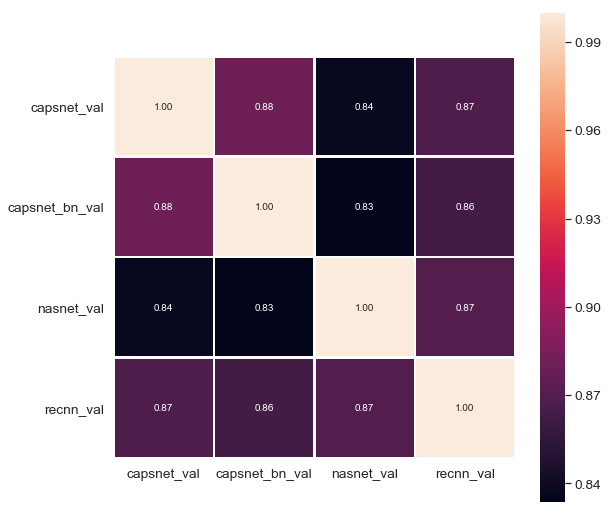 capsnet_val 1.00 0.88 0.84 0.87
capsnet_bn_val 0.88 1.00 0.83 0.86
nasnet_val 0.84 0.83 1.00 0.87
recnn_val 0.87 0.86 0.87 1.00
capsnet_val capsnet_bn_val nasnet_val recnn_val
0.99
0.96
0.93
0.90
0.87
0.84